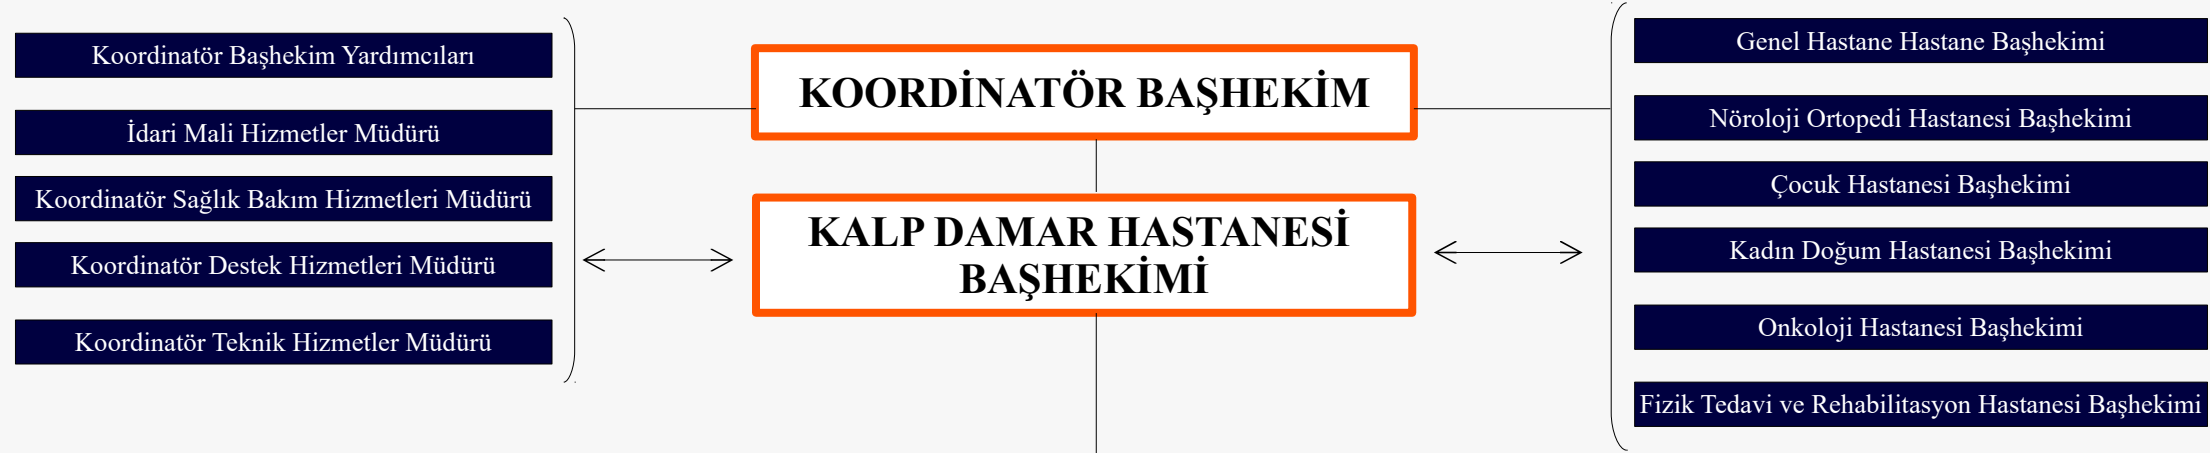 Koordinatör Başhekim Yardımcıları
İdari Mali Hizmetler Müdürü
Koordinatör Sağlık Bakım Hizmetleri Müdürü
Koordinatör Destek Hizmetleri Müdürü
Koordinatör Teknik Hizmetler Müdürü
KOORDİNATÖR BAŞHEKİM
KALP DAMAR HASTANESİ
BAŞHEKİMİ
Genel Hastane Hastane Başhekimi
Nöroloji Ortopedi Hastanesi Başhekimi
Çocuk Hastanesi Başhekimi
Kadın Doğum Hastanesi Başhekimi
Onkoloji Hastanesi Başhekimi
Fizik Tedavi ve Rehabilitasyon Hastanesi Başhekimi